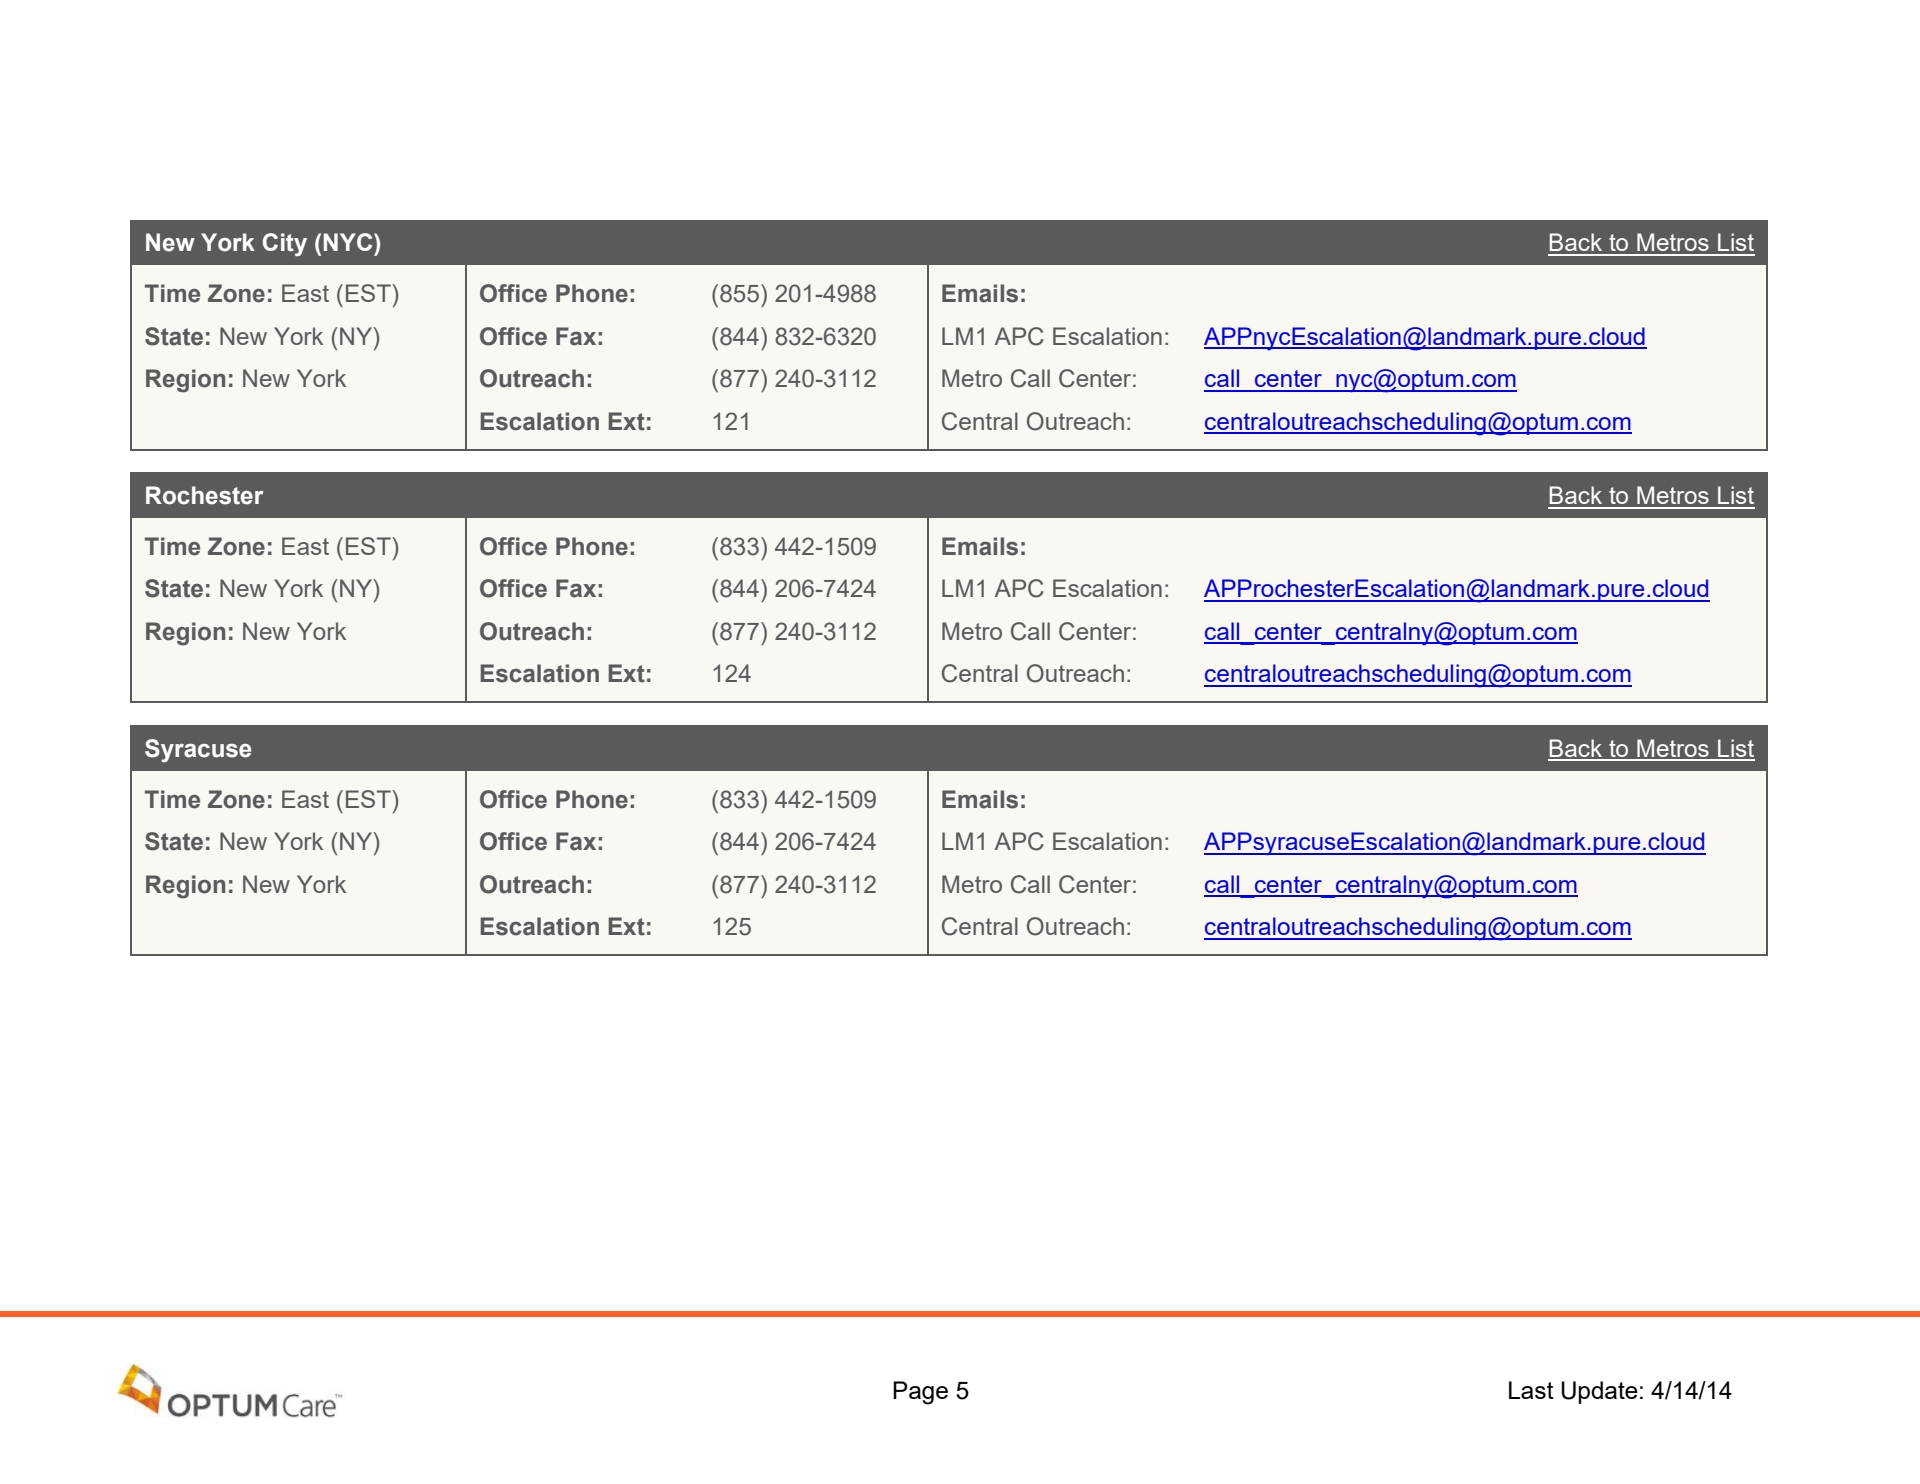 New York City (NYC) Back to Metros List
Time Zone: East (EST) Office Phone: (855) 201-4988 Emails:
State: New York (NY) Office Fax: (844) 832-6320 LM1 APC Escalation: APPnycEscalation@landmark.pure.cloud
Region: New York Outreach: (877) 240-3112 Metro Call Center: call_center_nyc@optum.com
Escalation Ext: 121 Central Outreach: centraloutreachscheduling@optum.com
Rochester Back to Metros List
Time Zone: East (EST) Office Phone: (833) 442-1509 Emails:
State: New York (NY) Office Fax: (844) 206-7424 LM1 APC Escalation: APProchesterEscalation@landmark.pure.cloud
Region: New York Outreach: (877) 240-3112 Metro Call Center: call_center_centralny@optum.com
Escalation Ext: 124 Central Outreach: centraloutreachscheduling@optum.com
Syracuse Back to Metros List
Time Zone: East (EST) Office Phone: (833) 442-1509 Emails:
State: New York (NY) Office Fax: (844) 206-7424 LM1 APC Escalation: APPsyracuseEscalation@landmark.pure.cloud
Region: New York Outreach: (877) 240-3112 Metro Call Center: call_center_centralny@optum.com
Escalation Ext: 125 Central Outreach: centraloutreachscheduling@optum.com
OPTUM Care™ Page 5 Last Update: 4/14/14